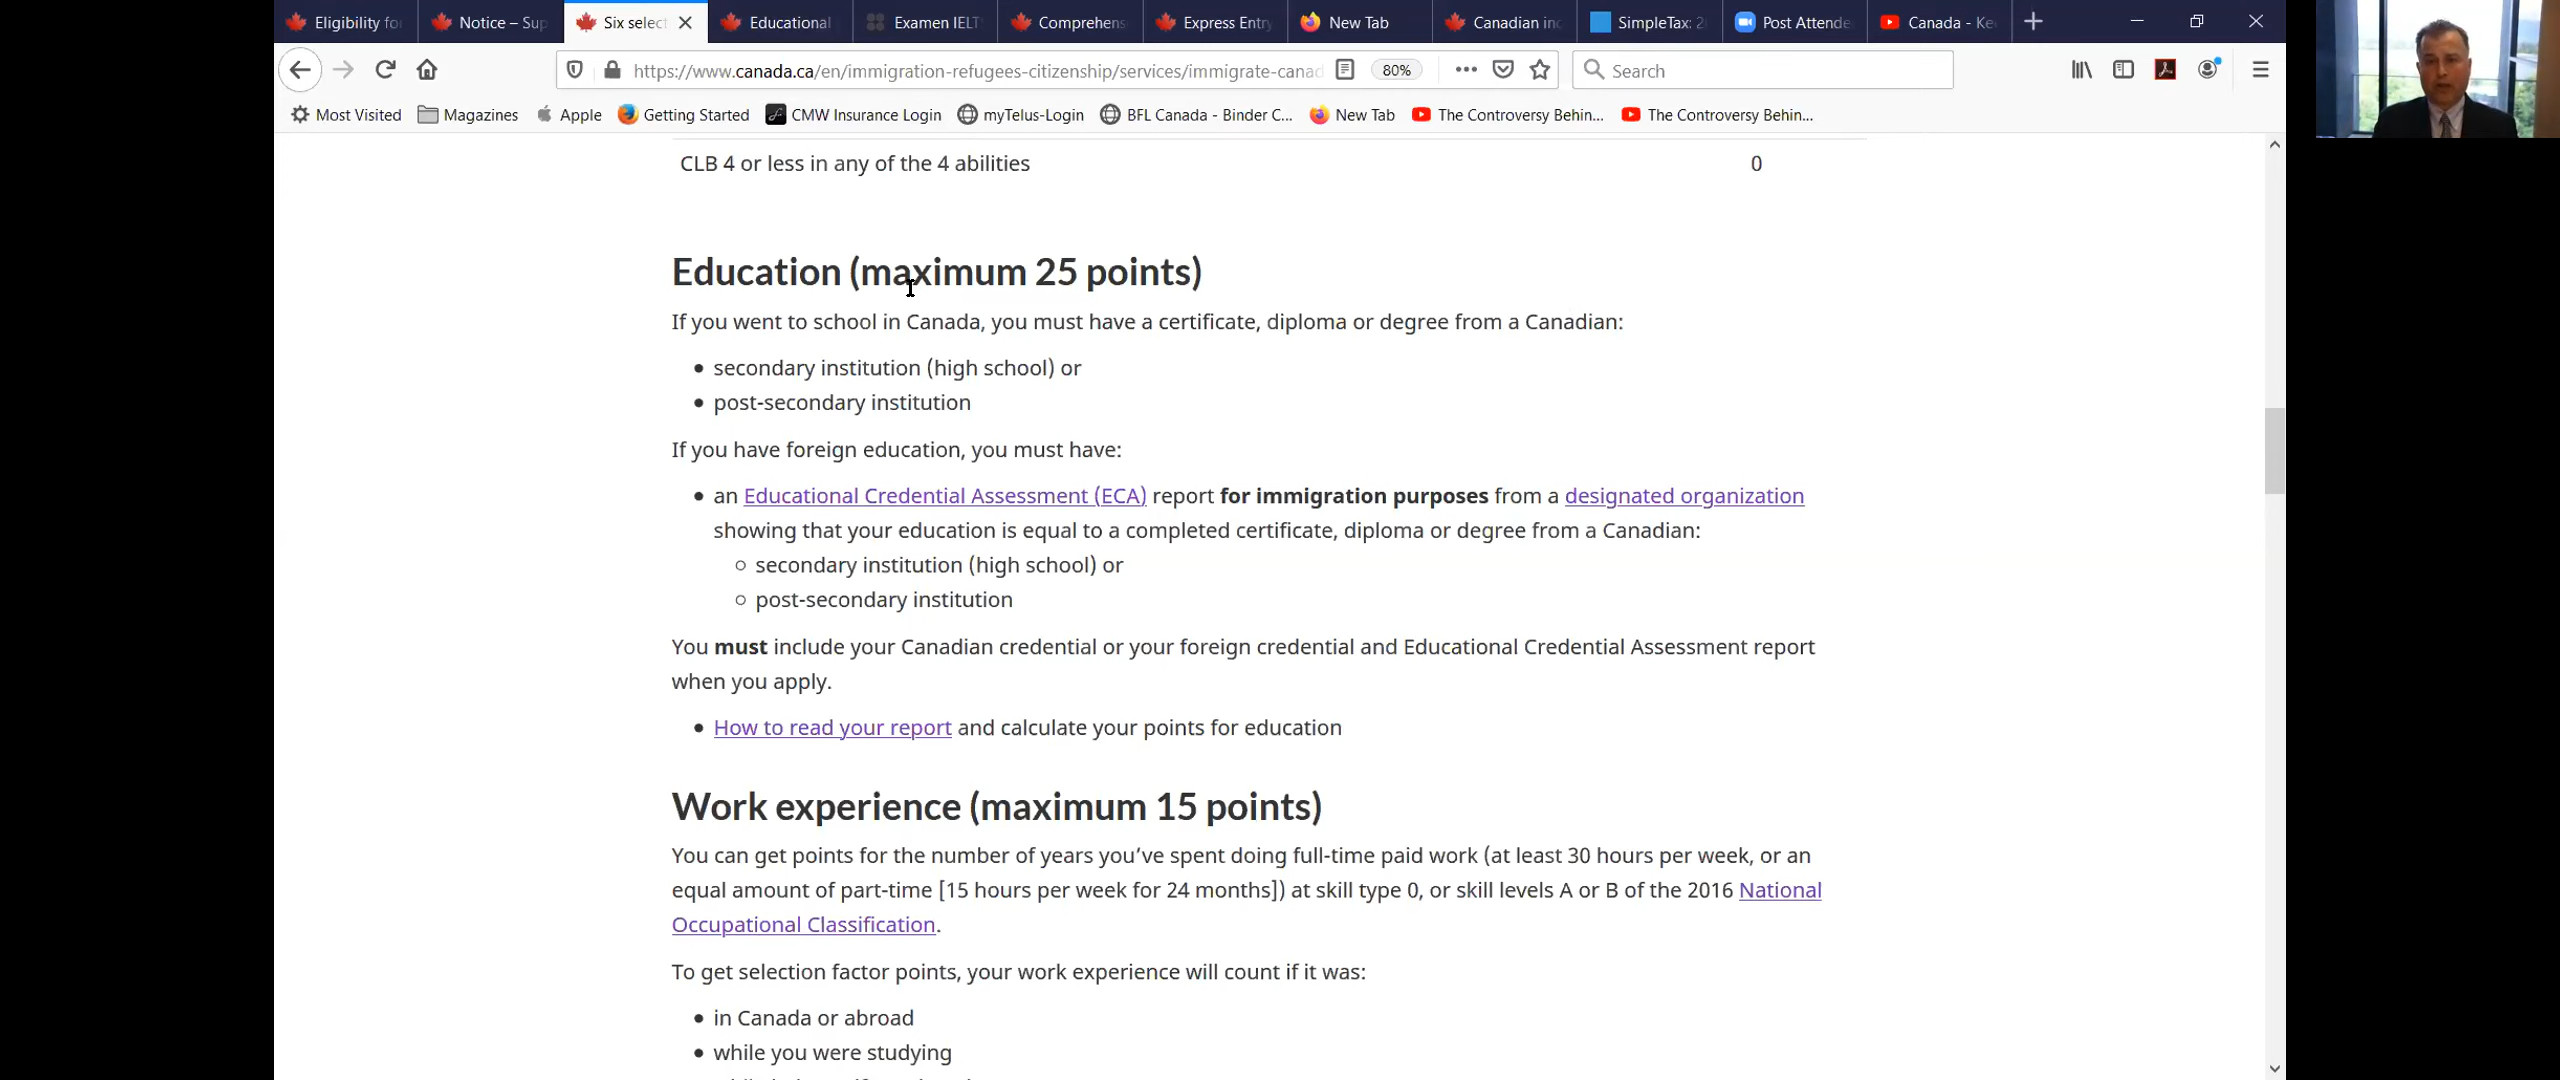 Eligibility fo
Notice – Sup
Six select
Educational
Examen IELT
Comprehens
Express Entry
New Tab
Canadian inc
SimpleTax: 2
Post Attende
Canada - Ke
https://www.canada.ca/en/immigration-refugees-citizenship/services/immigrate-canad
80%
Search
Most Visited
Magazines
Apple
Getting Started
CMW Insurance Login
myTelus-Login
BFL Canada - Binder C...
New Tab
The Controversy Behin...
The Controversy Behin...
CLB 4 or less in any of the 4 abilities 0
Education (maximum 25 points)
If you went to school in Canada, you must have a certificate, diploma or degree from a Canadian:
• secondary institution (high school) or
• post-secondary institution
If you have foreign education, you must have:
• an Educational Credential Assessment (ECA) report for immigration purposes from a designated organization
showing that your education is equal to a completed certificate, diploma or degree from a Canadian:
○ secondary institution (high school) or
○ post-secondary institution
You must include your Canadian credential or your foreign credential and Educational Credential Assessment report
when you apply.
• How to read your report and calculate your points for education
Work experience (maximum 15 points)
You can get points for the number of years you’ve spent doing full-time paid work (at least 30 hours per week, or an
equal amount of part-time [15 hours per week for 24 months]) at skill type 0, or skill levels A or B of the 2016 National
Occupational Classification.
To get selection factor points, your work experience will count if it was:
• in Canada or abroad
• while you were studying